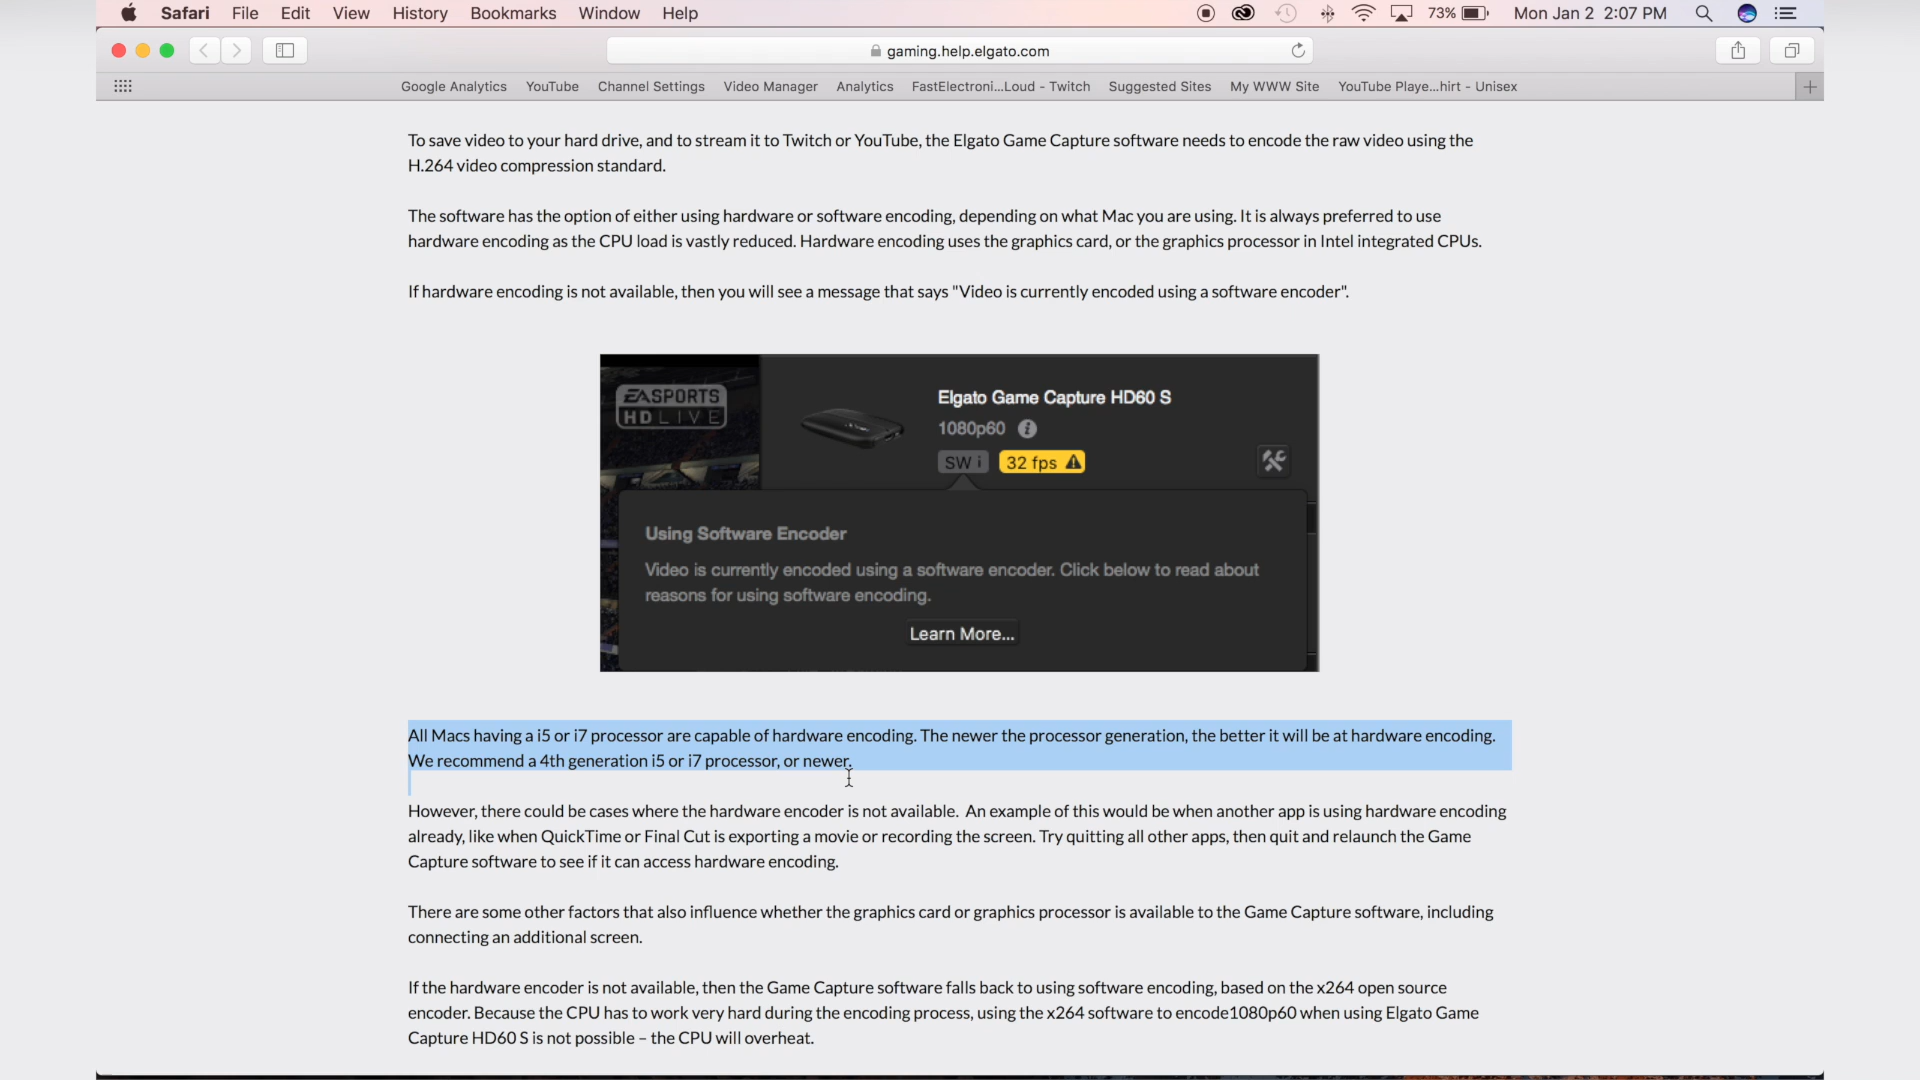 Safari File Edit View History Bookmarks Window Help 73% Mon Jan 2 2:07 PM
gaming.help.elgato.com
Google Analytics YouTube Channel Settings Video Manager Analytics FastElectroni...Loud - Twitch Suggested Sites My WWW Site YouTube Playe...hirt - Unisex
To save video to your hard drive, and to stream it to Twitch or YouTube, the Elgato Game Capture software needs to encode the raw video using the
H.264 video compression standard.
The software has the option of either using hardware or software encoding, depending on what Mac you are using. It is always preferred to use
hardware encoding as the CPU load is vastly reduced. Hardware encoding uses the graphics card, or the graphics processor in Intel integrated CPUs.
If hardware encoding is not available, then you will see a message that says "Video is currently encoded using a software encoder".
EA SPORTS
HD LIVE
Elgato Game Capture HD60 S
1080p60 i
SW i 32 fps
Using Software Encoder
Video is currently encoded using a software encoder. Click below to read about
reasons for using software encoding.
Learn More...
All Macs having a i5 or i7 processor are capable of hardware encoding. The newer the processor generation, the better it will be at hardware encoding.
We recommend a 4th generation i5 or i7 processor, or newer.
However, there could be cases where the hardware encoder is not available.  An example of this would be when another app is using hardware encoding
already, like when QuickTime or Final Cut is exporting a movie or recording the screen. Try quitting all other apps, then quit and relaunch the Game
Capture software to see if it can access hardware encoding.
There are some other factors that also influence whether the graphics card or graphics processor is available to the Game Capture software, including
connecting an additional screen.
If the hardware encoder is not available, then the Game Capture software falls back to using software encoding, based on the x264 open source
encoder. Because the CPU has to work very hard during the encoding process, using the x264 software to encode1080p60 when using Elgato Game
Capture HD60 S is not possible – the CPU will overheat.